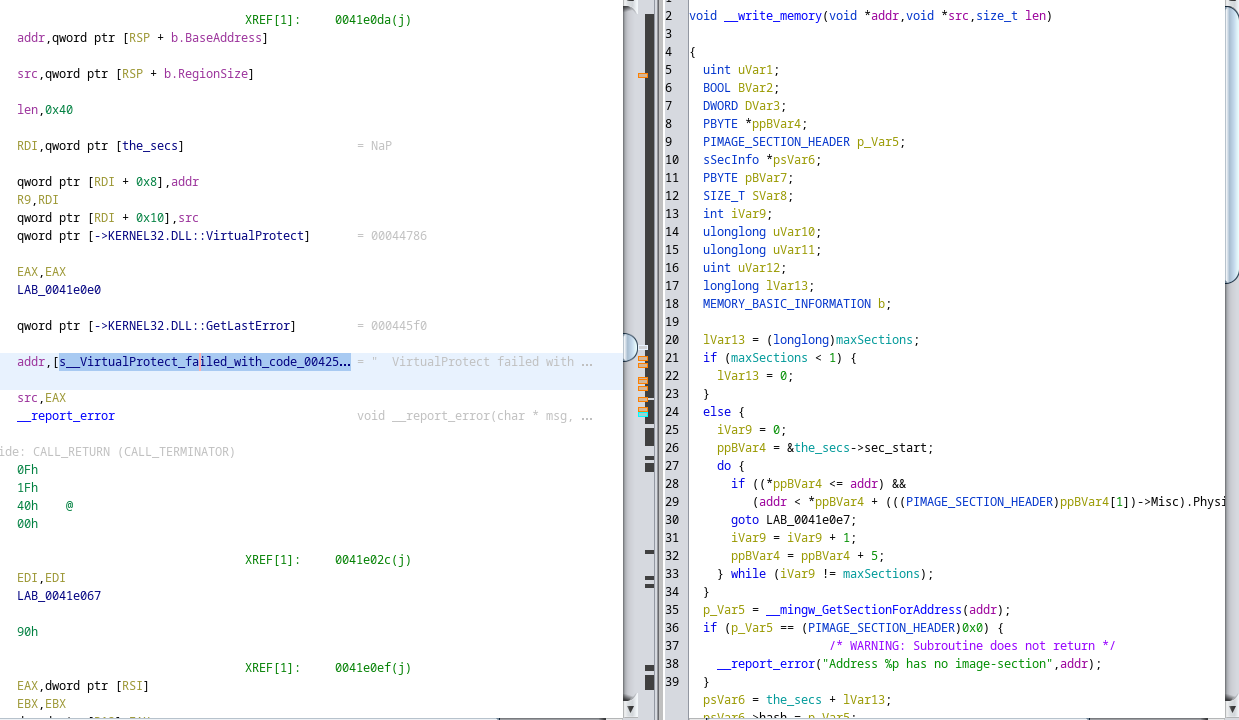 XREF[1]: 0041e0da(j)
addr,qword ptr [RSP + b.BaseAddress]
src,qword ptr [RSP + b.RegionSize]
len,0x40
RDI,qword ptr [the_secs] = NaP
qword ptr [RDI + 0x8],addr
R9,RDI
qword ptr [RDI + 0x10],src
qword ptr [->KERNEL32.DLL::VirtualProtect] = 00044786
EAX,EAX
LAB_0041e0e0
qword ptr [->KERNEL32.DLL::GetLastError] = 000445f0
addr,[s__VirtualProtect_failed_with_code_00425... = "  VirtualProtect failed with ...
src,EAX
__report_error void __report_error(char * msg, ...
ide: CALL_RETURN (CALL_TERMINATOR)
0Fh
1Fh
40h @
00h
XREF[1]: 0041e02c(j)
EDI,EDI
LAB_0041e067
90h
XREF[1]: 0041e0ef(j)
EAX,dword ptr [RSI]
EBX,EBX
2 void __write_memory(void *addr,void *src,size_t len)
3
4 {
5 uint uVar1;
6 BOOL BVar2;
7 DWORD DVar3;
8 PBYTE *ppBVar4;
9 PIMAGE_SECTION_HEADER p_Var5;
10 sSecInfo *psVar6;
11 PBYTE pBVar7;
12 SIZE_T SVar8;
13 int iVar9;
14 ulonglong uVar10;
15 ulonglong uVar11;
16 uint uVar12;
17 longlong lVar13;
18 MEMORY_BASIC_INFORMATION b;
19
20 lVar13 = (longlong)maxSections;
21 if (maxSections < 1) {
22 lVar13 = 0;
23 }
24 else {
25 iVar9 = 0;
26 ppBVar4 = &the_secs->sec_start;
27 do {
28 if ((*ppBVar4 <= addr) &&
29 (addr < *ppBVar4 + (((PIMAGE_SECTION_HEADER)ppBVar4[1])->Misc).Physi
30 goto LAB_0041e0e7;
31 iVar9 = iVar9 + 1;
32 ppBVar4 = ppBVar4 + 5;
33 } while (iVar9 != maxSections);
34 }
35 p_Var5 = __mingw_GetSectionForAddress(addr);
36 if (p_Var5 == (PIMAGE_SECTION_HEADER)0x0) {
37 /* WARNING: Subroutine does not return */
38 __report_error("Address %p has no image-section",addr);
39 }
psVar6 = the_secs + lVar13;
psVar6->hash = p_Var5;